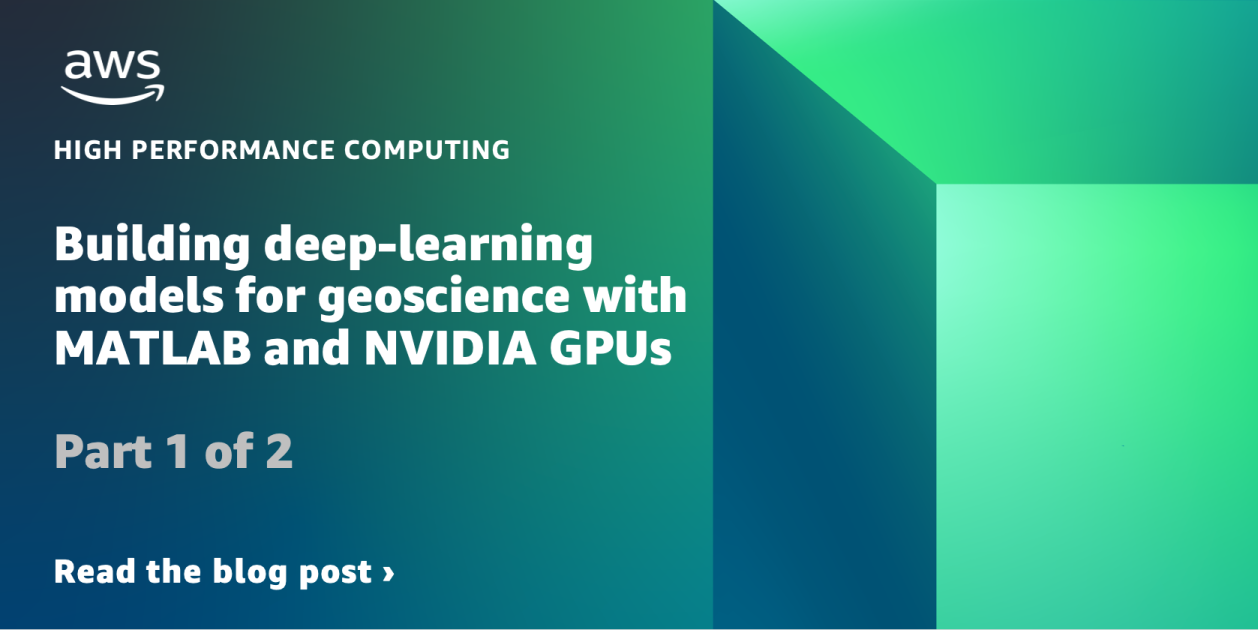 aws
HIGH PERFORMANCE COMPUTING
Building deep-learning
models for geoscience with
MATLAB and NVIDIA GPUs
Part 1 of 2
Read the blog post ›